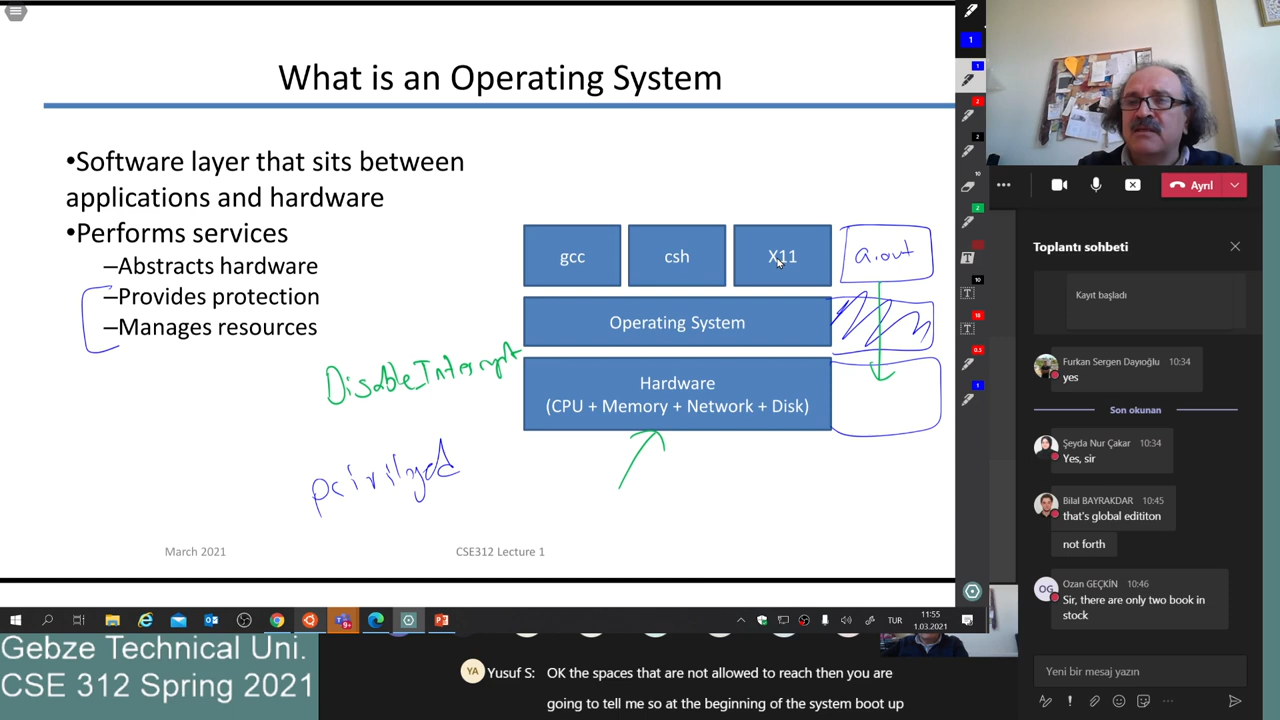 What is an Operating System
•Software layer that sits between
applications and hardware
•Performs services
–Abstracts hardware
–Provides protection
–Manages resources
gcc
csh
X11
a.out
Operating System
Hardware
(CPU + Memory + Network + Disk)
Disable_Interrupt
March 2021
CSE312 Lecture 1
Ayrıl
Toplantı sohbeti
Kayıt başladı
Furkan Sergen Dayıoğlu 10:34
yes
Son okunan
Şeyda Nur Çakar 10:34
Yes, sir
Bilal BAYRAKDAR 10:45
that's global edititon
not forth
OG
Ozan GEÇKİN 10:46
Sir, there are only two book in
stock
Yeni bir mesaj yazın
TUR
11:55
1.03.2021
Gebze Technical Uni.
CSE 312 Spring 2021
YA
Yusuf S: OK the spaces that are not allowed to reach then you are
going to tell me so at the beginning of the system boot up